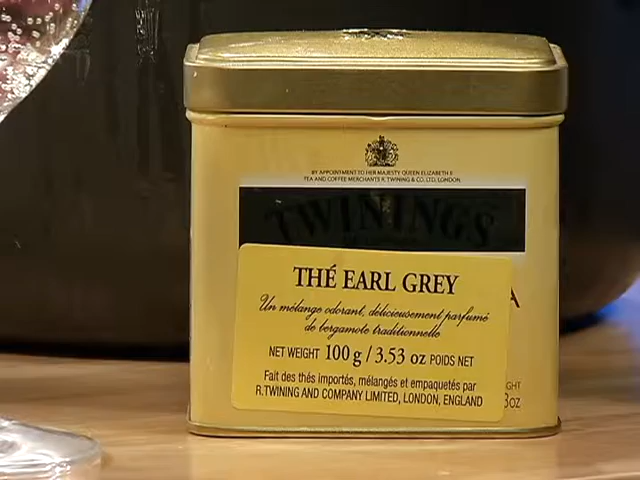 BY APPOINTMENT TO HER MAJESTY QUEEN ELIZABETH II
TEA AND COFFEE MERCHANTS R. TWINING & CO. LTD. LONDON.
TWININGS
THÉ EARL GREY
Un mélange odorant, délicieusement parfumé
de bergamote traditionnelle
NET WEIGHT 100 g / 3.53 oz POIDS NET
Fait des thés importés, mélangés et empaquetés par
R. TWINING AND COMPANY LIMITED, LONDON, ENGLAND